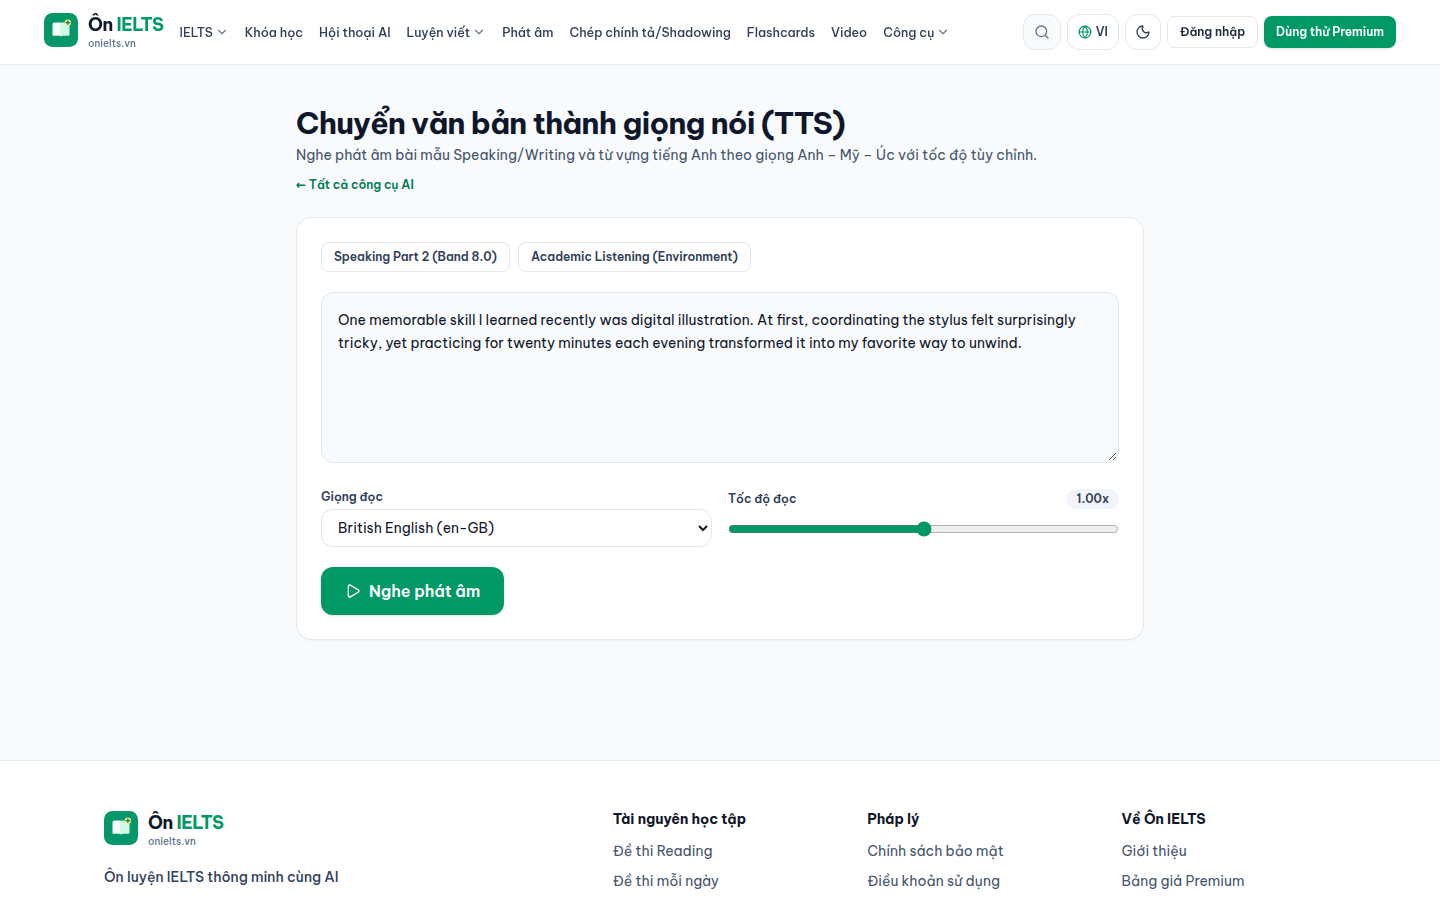 Ôn IELTS
onielts.vn
IELTS
Khóa học
Hội thoại AI
Luyện viết
Phát âm
Chép chính tả/Shadowing
Flashcards
Video
Công cụ
VI
Đăng nhập
Dùng thử Premium
Chuyển văn bản thành giọng nói (TTS)
Nghe phát âm bài mẫu Speaking/Writing và từ vựng tiếng Anh theo giọng Anh – Mỹ – Úc với tốc độ tùy chỉnh.
← Tất cả công cụ AI
Speaking Part 2 (Band 8.0)
Academic Listening (Environment)
One memorable skill I learned recently was digital illustration. At first, coordinating the stylus felt surprisingly
tricky, yet practicing for twenty minutes each evening transformed it into my favorite way to unwind.
Giọng đọc
British English (en-GB)
Tốc độ đọc
1.00x
Nghe phát âm
Ôn IELTS
onielts.vn
Ôn luyện IELTS thông minh cùng AI
Tài nguyên học tập
Đề thi Reading
Đề thi mỗi ngày
Pháp lý
Chính sách bảo mật
Điều khoản sử dụng
Về Ôn IELTS
Giới thiệu
Bảng giá Premium